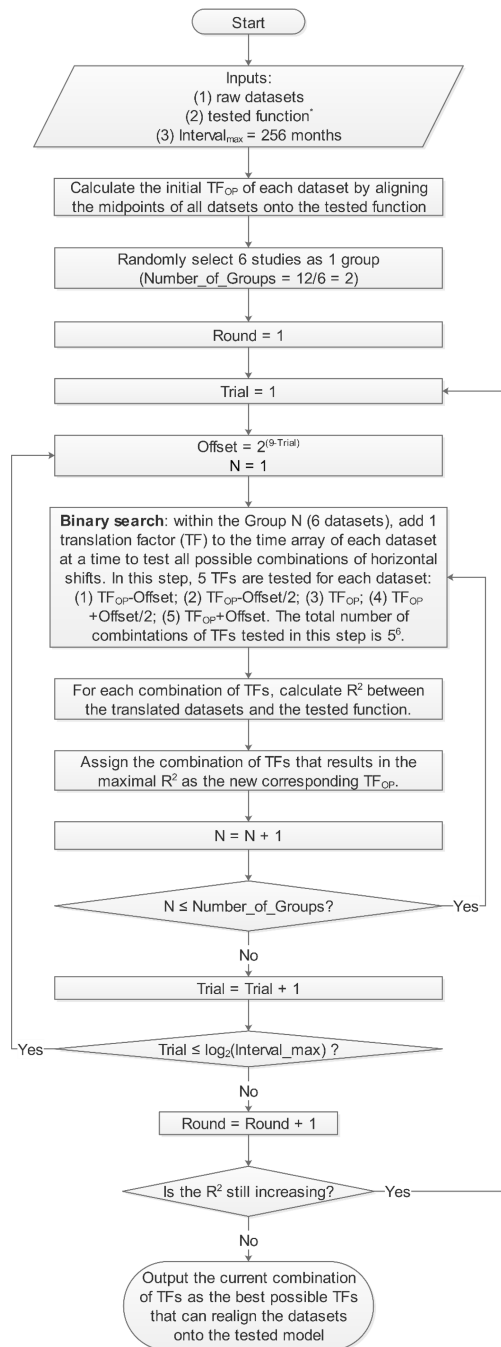 Start
Inputs:
(1) raw datasets
(2) tested function*
(3) Interval_max = 256 months
Calculate the initial TF_OP of each dataset by aligning
the midpoints of all datsets onto the tested function
Randomly select 6 studies as 1 group
(Number_of_Groups = 12/6 = 2)
Round = 1
Trial = 1
Offset = 2^(9-Trial)
N = 1
Binary search: within the Group N (6 datasets), add 1
translation factor (TF) to the time array of each dataset
at a time to test all possible combinations of horizontal
shifts. In this step, 5 TFs are tested for each dataset:
(1) TF_OP-Offset; (2) TF_OP-Offset/2; (3) TF_OP; (4) TF_OP
+Offset/2; (5) TF_OP+Offset. The total number of
combintations of TFs tested in this step is 5^6.
For each combination of TFs, calculate R² between
the translated datasets and the tested function.
Assign the combination of TFs that results in the
maximal R² as the new corresponding TF_OP.
N = N + 1
N ≤ Number_of_Groups?
Yes
No
Trial = Trial + 1
Trial ≤ log₂(Interval_max) ?
Yes
No
Round = Round + 1
Is the R² still increasing?
Yes
No
Output the current combination
of TFs as the best possible TFs
that can realign the datasets
onto the tested model